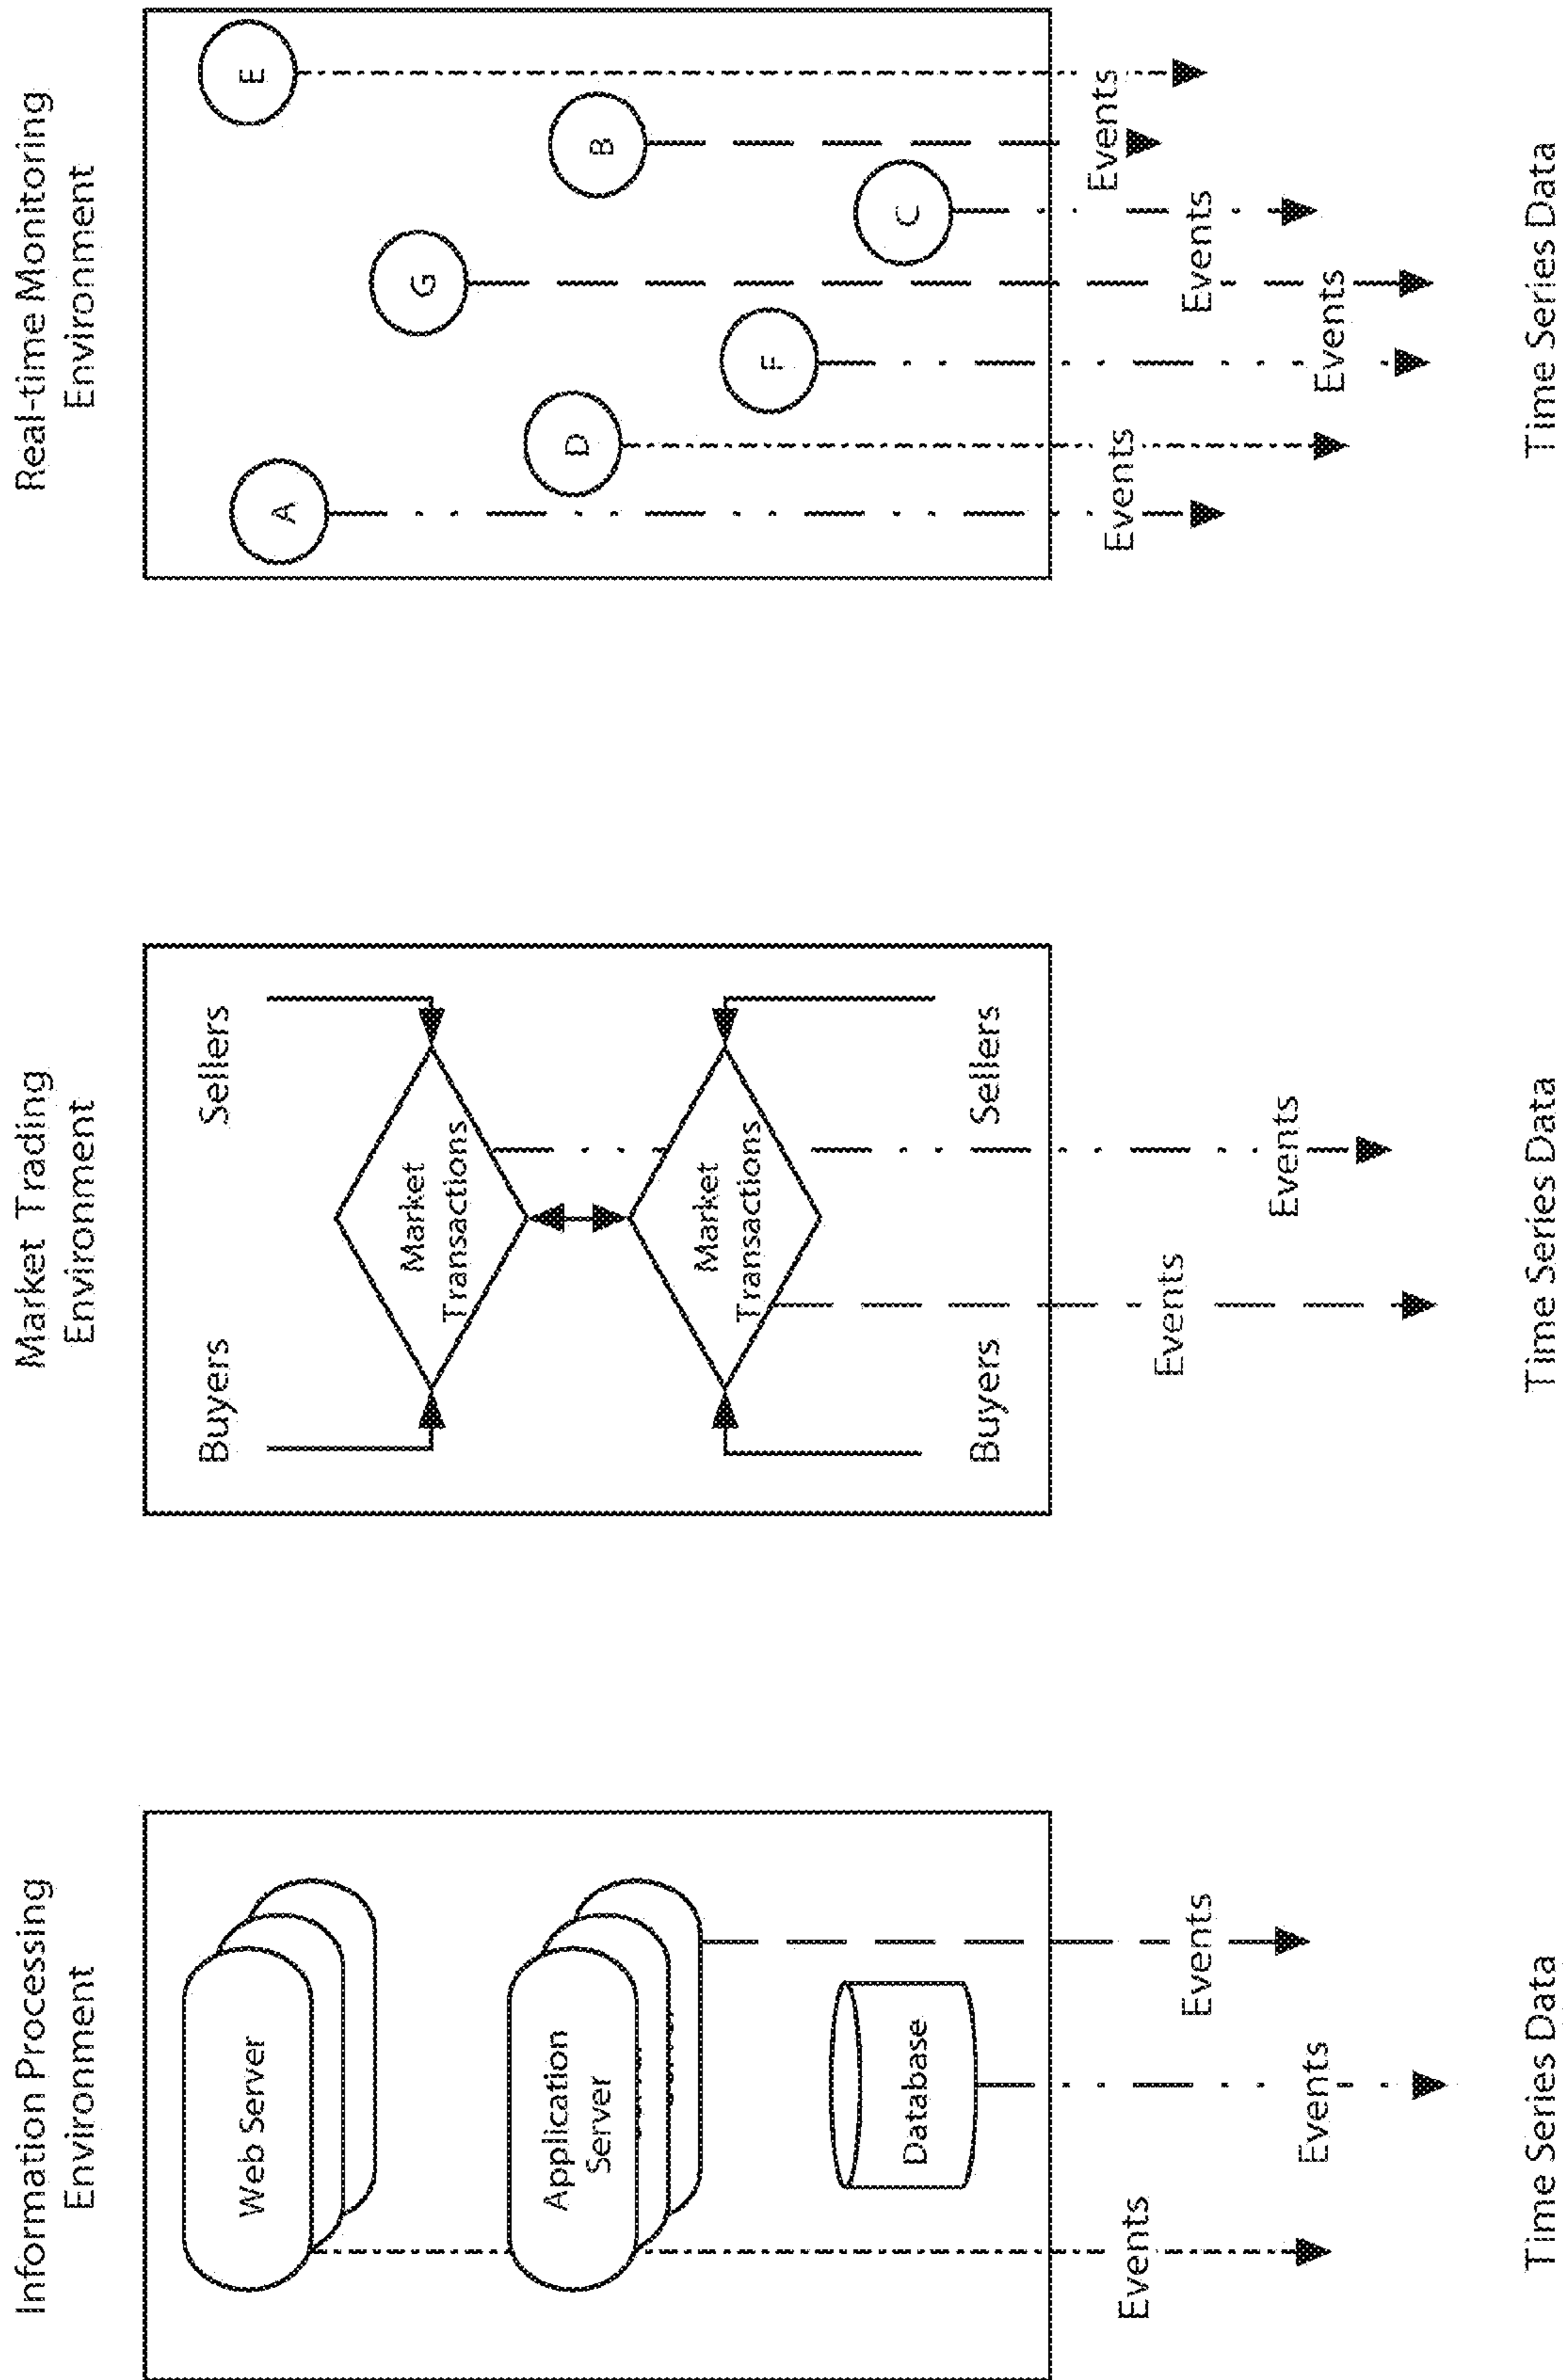 Information Processing
Environment
Web Server
Application
Server
Database
Events
Events
Events
Time Series Data
Market Trading
Environment
Buyers
Sellers
Market
Transactions
Market
Transactions
Buyers
Sellers
Events
Events
Time Series Data
Real-time Monitoring
Environment
A
D
F
G
C
B
E
Events
Events
Events
Events
Time Series Data